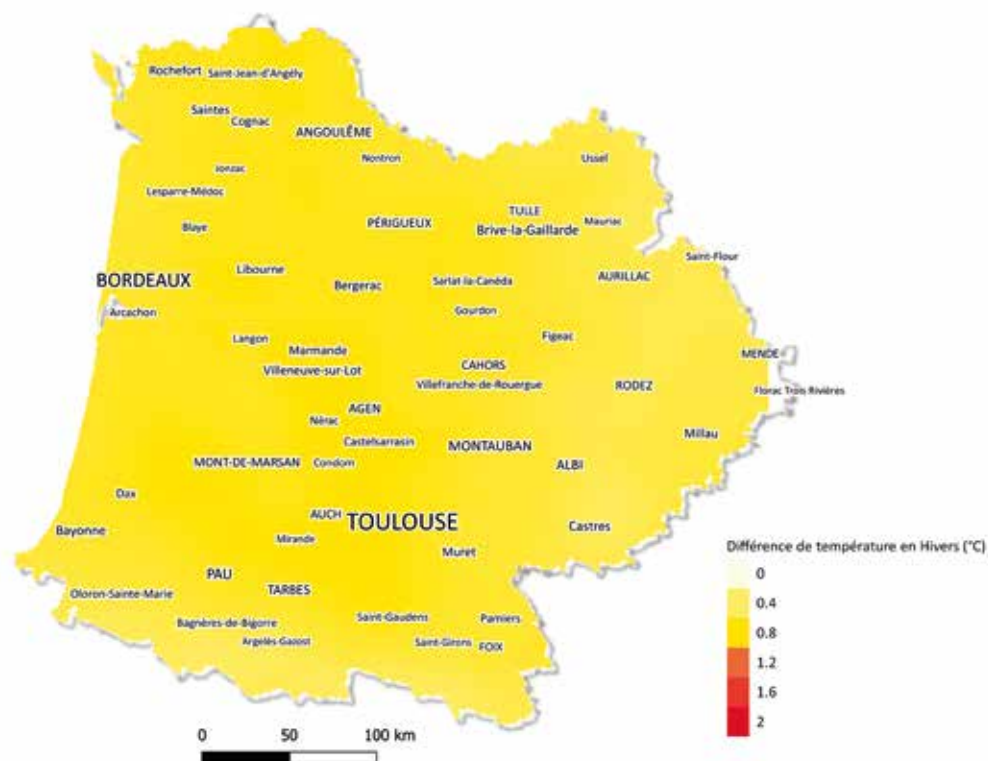 Rochefort Saint-Jean-d'Angély
Saintes
Cognac
ANGOULÊME
Nontron
Ussel
Jonzac
Lesparre-Médoc
TULLE
PÉRIGUEUX
Mauriac
Blaye
Brive-la-Gaillarde
Saint-Flour
Libourne
BORDEAUX
Bergerac
Sarlat-la-Canéda
AURILLAC
Arcachon
Gourdon
Langon
Figeac
Marmande
MENDE
Villeneuve-sur-Lot
CAHORS
Villefranche-de-Rouergue
RODEZ
Florac Trois Rivières
AGEN
Nérac
Castelsarrasin
MONTAUBAN
Millau
MONT-DE-MARSAN
Condom
ALBI
Dax
AUCH
TOULOUSE
Bayonne
Castres
Mirande
Muret
Différence de température en Hivers (°C)
0
0.4
0.8
1.2
1.6
2
PAU
TARBES
Oloron-Sainte-Marie
Bagnères-de-Bigorre
Saint-Gaudens
Pamiers
Argelès-Gazost
Saint-Girons
FOIX
0 50 100 km